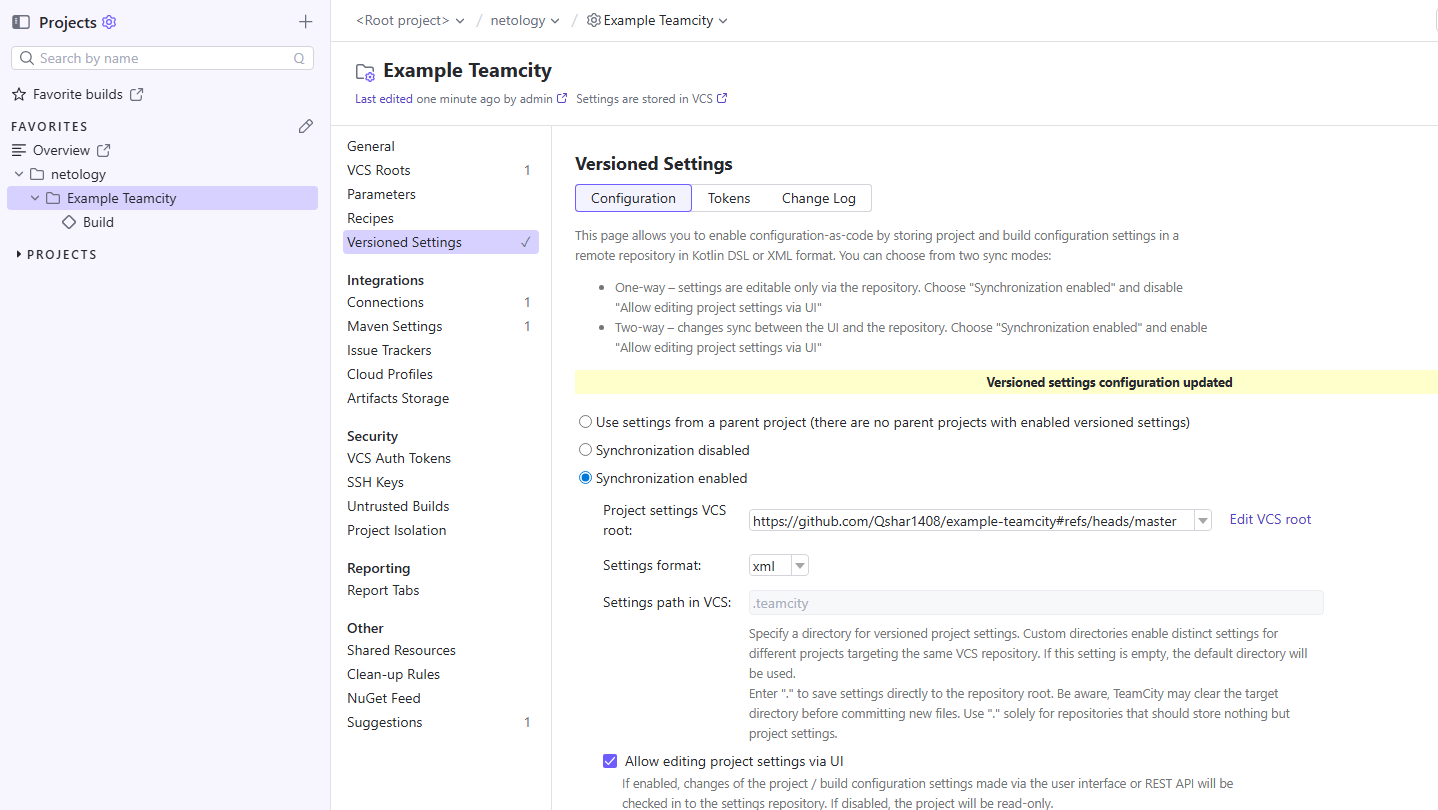 Projects
Search by name
Q
Favorite builds
FAVORITES
Overview
netology
Example Teamcity
Build
PROJECTS
<Root project> / netology / Example Teamcity
Example Teamcity
Last edited one minute ago by admin Settings are stored in VCS
General
VCS Roots 1
Parameters
Recipes
Versioned Settings
Integrations
Connections 1
Maven Settings 1
Issue Trackers
Cloud Profiles
Artifacts Storage
Security
VCS Auth Tokens
SSH Keys
Untrusted Builds
Project Isolation
Reporting
Report Tabs
Other
Shared Resources
Clean-up Rules
NuGet Feed
Suggestions 1
Versioned Settings
Configuration Tokens Change Log
This page allows you to enable configuration-as-code by storing project and build configuration settings in a
remote repository in Kotlin DSL or XML format. You can choose from two sync modes:
• One-way – settings are editable only via the repository. Choose "Synchronization enabled" and disable
"Allow editing project settings via UI"
• Two-way – changes sync between the UI and the repository. Choose "Synchronization enabled" and enable
"Allow editing project settings via UI"
Versioned settings configuration updated
Use settings from a parent project (there are no parent projects with enabled versioned settings)
Synchronization disabled
Synchronization enabled
Project settings VCS
root:
https://github.com/Qshar1408/example-teamcity#refs/heads/master
Edit VCS root
Settings format: xml
Settings path in VCS: .teamcity
Specify a directory for versioned project settings. Custom directories enable distinct settings for
different projects targeting the same VCS repository. If this setting is empty, the default directory will
be used.
Enter "." to save settings directly to the repository root. Be aware, TeamCity may clear the target
directory before committing new files. Use "." solely for repositories that should store nothing but
project settings.
Allow editing project settings via UI
If enabled, changes of the project / build configuration settings made via the user interface or REST API will be
checked in to the settings repository. If disabled, the project will be read-only.